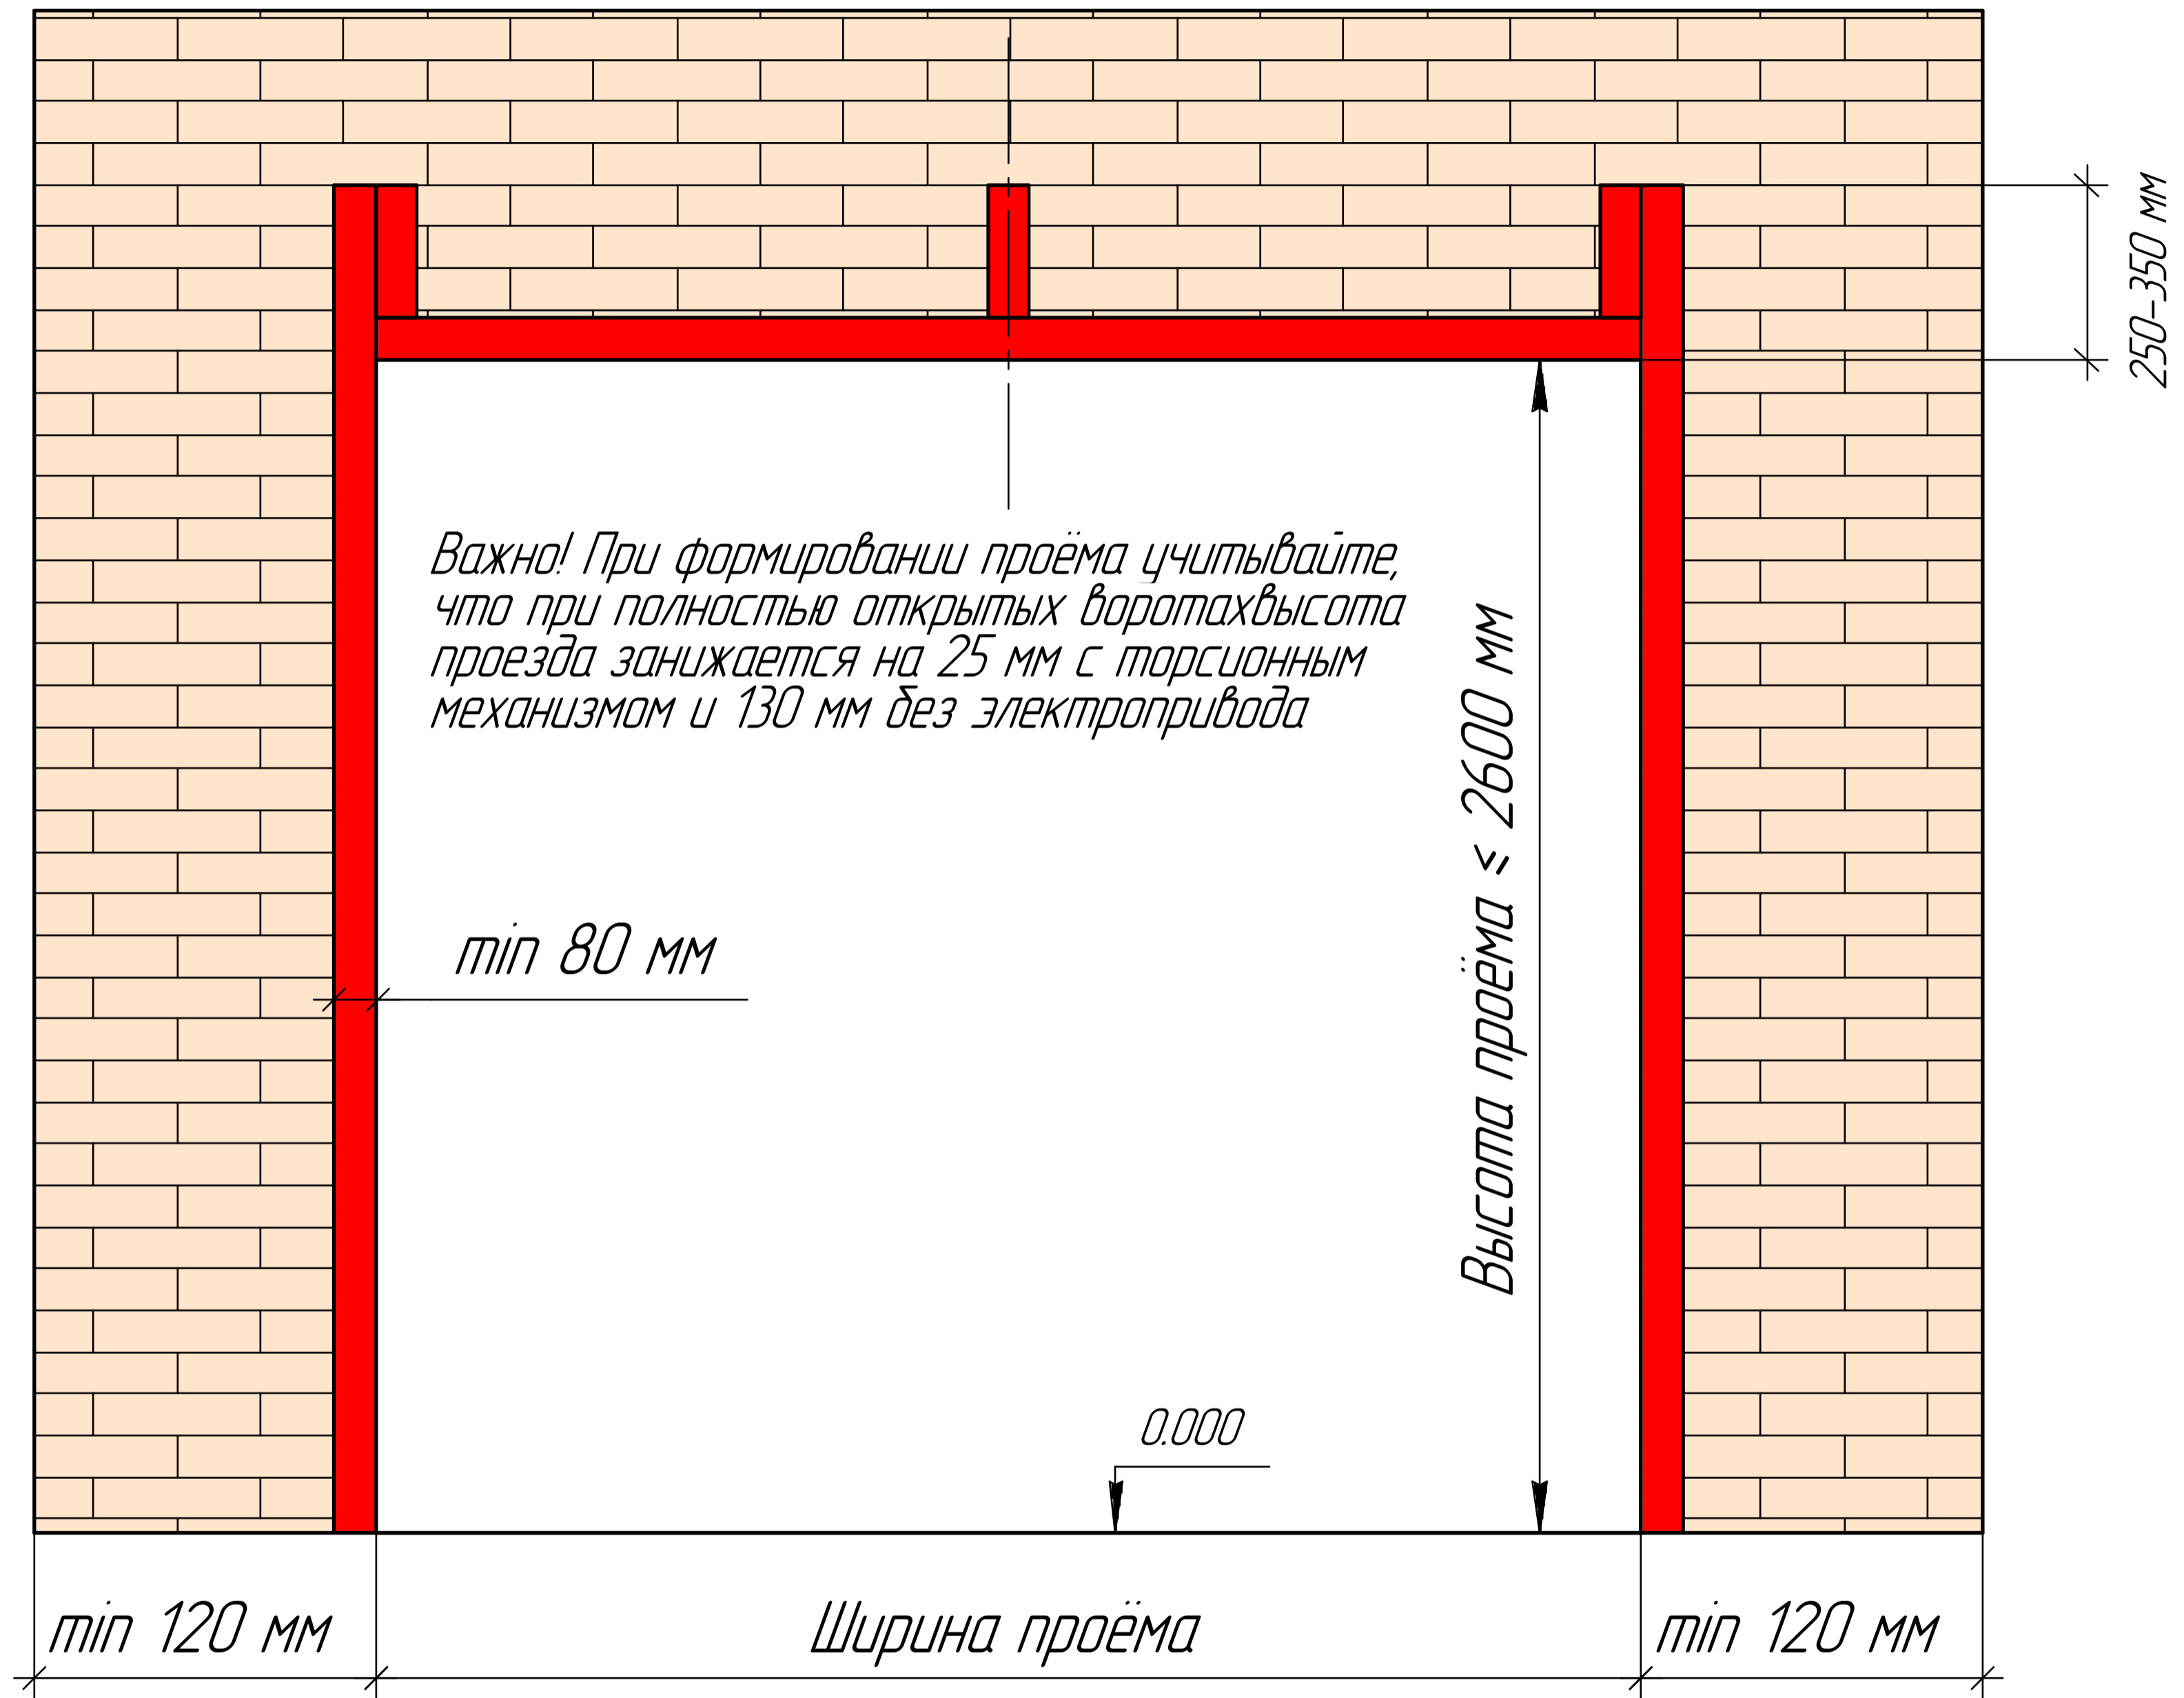 250-350 мм
Важно! При формировании проёма учитывайте,
что при полностью открытых воротахвысота
проезда занижается на 25 мм с торсионным
механизмом и 130 мм без электропривода
min 80 мм
Высота проёма ≤ 2600 мм
0.000
min 120 мм
Ширина проёма
min 120 мм